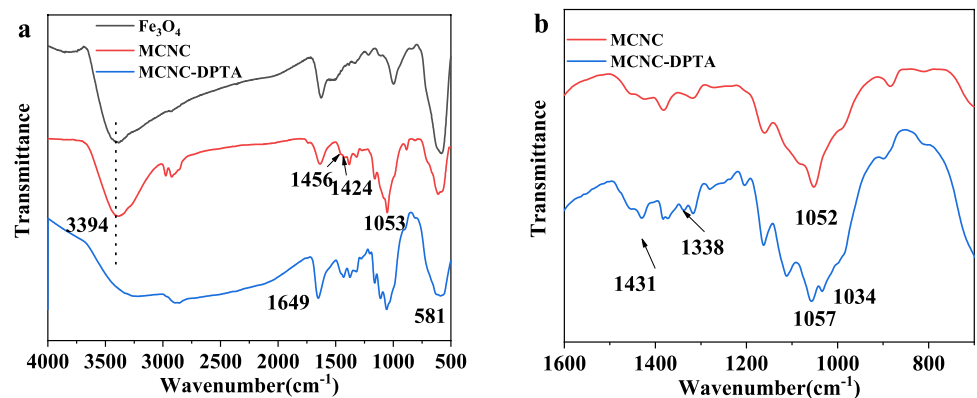 a
Fe₃O₄
MCNC
MCNC-DPTA
Transmittance
3394
1456
1424
1053
1649
581
4000 3500 3000 2500 2000 1500 1000 500
Wavenumber(cm⁻¹)
b
MCNC
MCNC-DPTA
Transmittance
1052
1338
1431
1034
1057
1600 1400 1200 1000 800
Wavenumber(cm⁻¹)